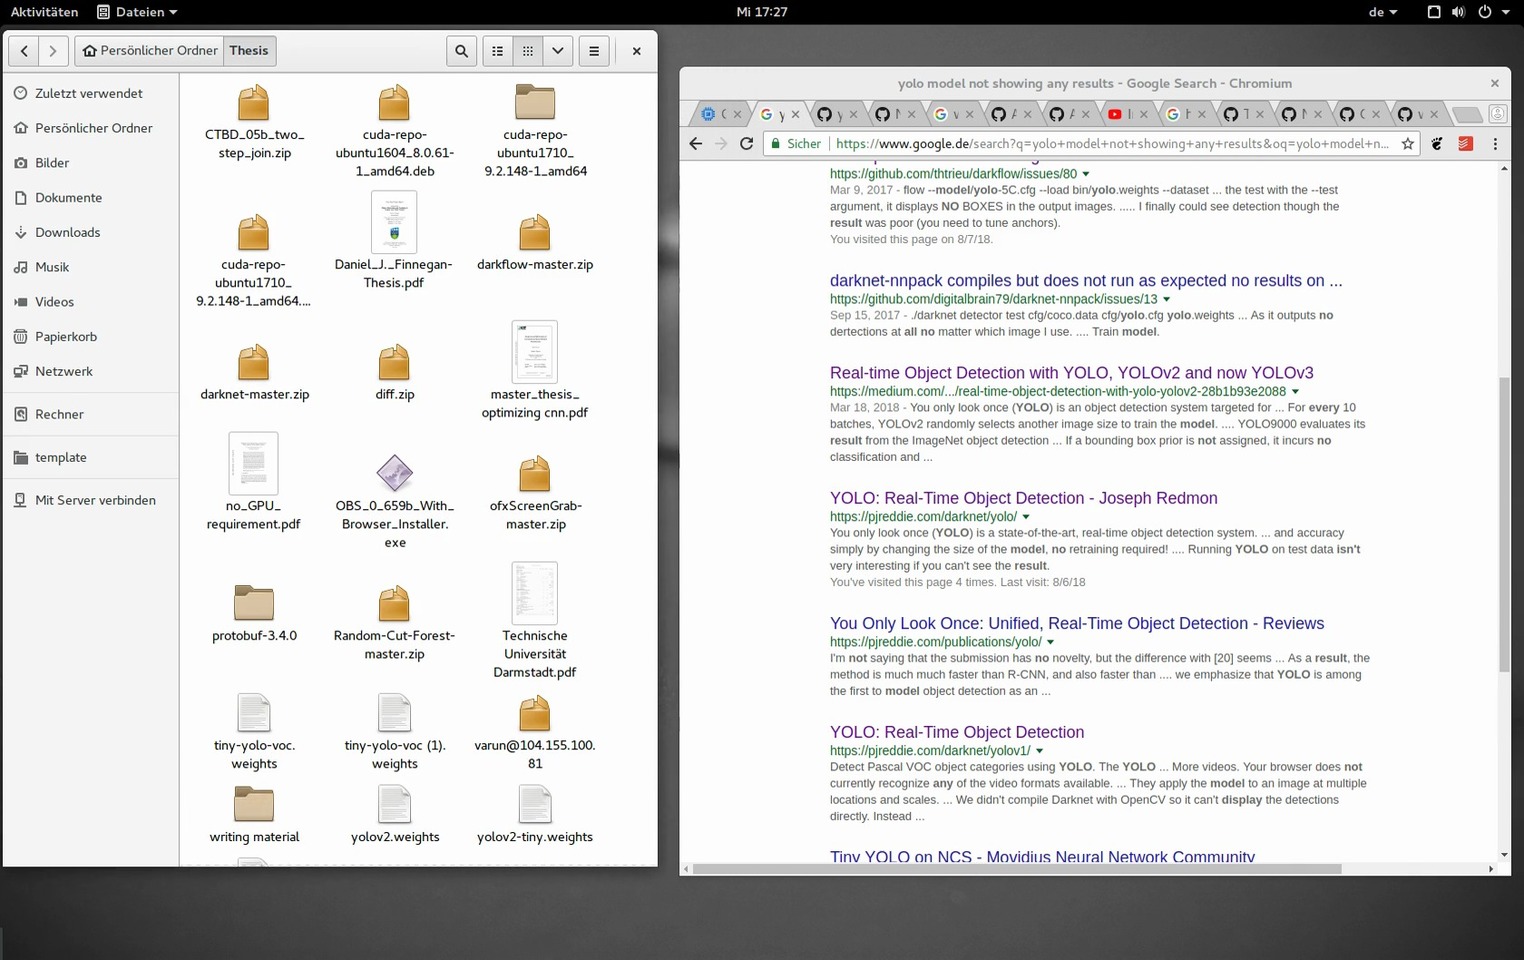 Aktivitäten
Dateien
Mi 17:27
de
Persönlicher Ordner
Thesis
Zuletzt verwendet
Persönlicher Ordner
Bilder
Dokumente
Downloads
Musik
Videos
Papierkorb
Netzwerk
Rechner
template
Mit Server verbinden
CTBD_05b_two_
step_join.zip
cuda-repo-
ubuntu1604_8.0.61-
1_amd64.deb
cuda-repo-
ubuntu1710_
9.2.148-1_amd64
cuda-repo-
ubuntu1710_
9.2.148-1_amd64....
Daniel_J._Finnegan-
Thesis.pdf
darkflow-master.zip
darknet-master.zip
diff.zip
master_thesis_
optimizing cnn.pdf
no_GPU_
requirement.pdf
OBS_0_659b_With_
Browser_Installer.
exe
ofxScreenGrab-
master.zip
protobuf-3.4.0
Random-Cut-Forest-
master.zip
Technische
Universität
Darmstadt.pdf
tiny-yolo-voc.
weights
tiny-yolo-voc (1).
weights
varun@104.155.100.
81
writing material
yolov2.weights
yolov2-tiny.weights
yolo model not showing any results - Google Search - Chromium
Sicher
https://www.google.de/search?q=yolo+model+not+showing+any+results&oq=yolo+model+n...
https://github.com/thtrieu/darkflow/issues/80
Mar 9, 2017 - flow --model/yolo-5C.cfg --load bin/yolo.weights --dataset ... the test with the --test
argument, it displays NO BOXES in the output images. ..... I finally could see detection though the
result was poor (you need to tune anchors).
You visited this page on 8/7/18.
darknet-nnpack compiles but does not run as expected no results on ...
https://github.com/digitalbrain79/darknet-nnpack/issues/13
Sep 15, 2017 - ./darknet detector test cfg/coco.data cfg/yolo.cfg yolo.weights ... As it outputs no
dertections at all no matter which image I use. .... Train model.
Real-time Object Detection with YOLO, YOLOv2 and now YOLOv3
https://medium.com/.../real-time-object-detection-with-yolo-yolov2-28b1b93e2088
Mar 18, 2018 - You only look once (YOLO) is an object detection system targeted for ... For every 10
batches, YOLOv2 randomly selects another image size to train the model. .... YOLO9000 evaluates its
result from the ImageNet object detection ... If a bounding box prior is not assigned, it incurs no
classification and ...
YOLO: Real-Time Object Detection - Joseph Redmon
https://pjreddie.com/darknet/yolo/
You only look once (YOLO) is a state-of-the-art, real-time object detection system. ... and accuracy
simply by changing the size of the model, no retraining required! .... Running YOLO on test data isn't
very interesting if you can't see the result.
You've visited this page 4 times. Last visit: 8/6/18
You Only Look Once: Unified, Real-Time Object Detection - Reviews
https://pjreddie.com/publications/yolo/
I'm not saying that the submission has no novelty, but the difference with [20] seems ... As a result, the
method is much much faster than R-CNN, and also faster than .... we emphasize that YOLO is among
the first to model object detection as an ...
YOLO: Real-Time Object Detection
https://pjreddie.com/darknet/yolov1/
Detect Pascal VOC object categories using YOLO. The YOLO ... More videos. Your browser does not
currently recognize any of the video formats available. ... They apply the model to an image at multiple
locations and scales. ... We didn't compile Darknet with OpenCV so it can't display the detections
directly. Instead ...
Tiny YOLO on NCS - Movidius Neural Network Community